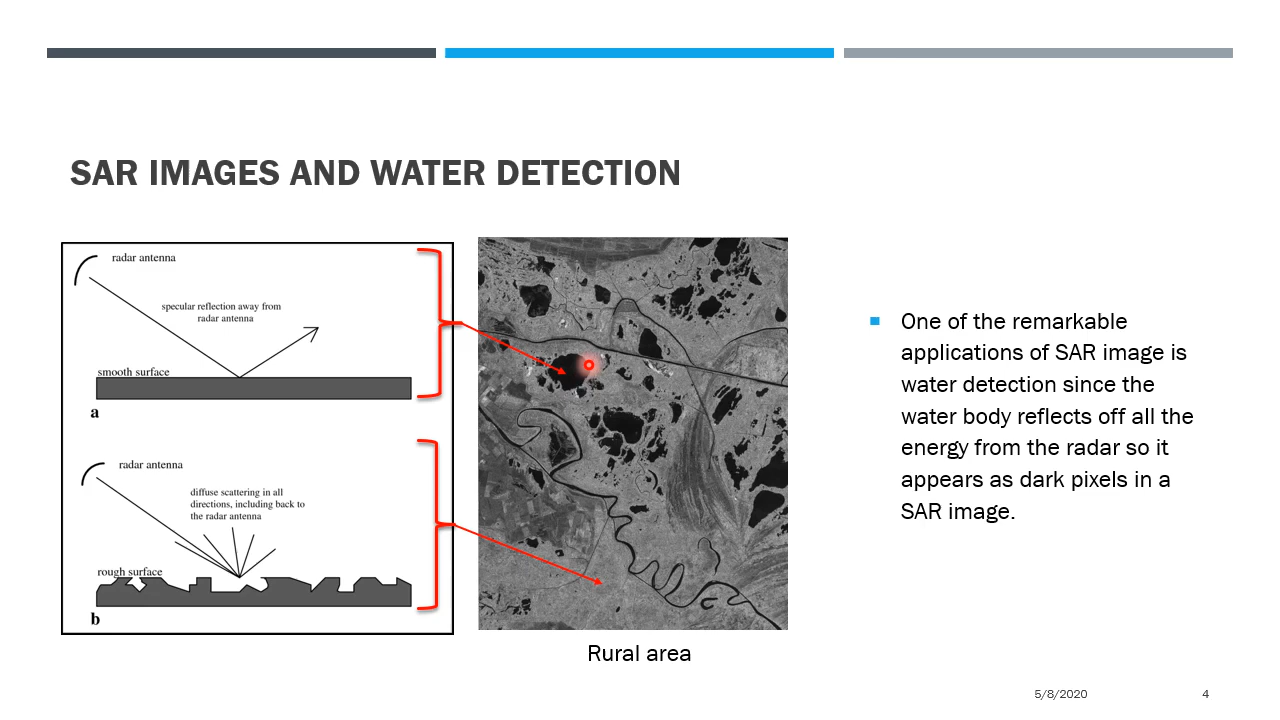 SAR IMAGES AND WATER DETECTION
radar antenna
specular reflection away from
radar antenna
smooth surface
a
radar antenna
diffuse scattering in all
directions, including back to
the radar antenna
rough surface
b
Rural area
One of the remarkable
applications of SAR image is
water detection since the
water body reflects off all the
energy from the radar so it
appears as dark pixels in a
SAR image.
5/8/2020
4